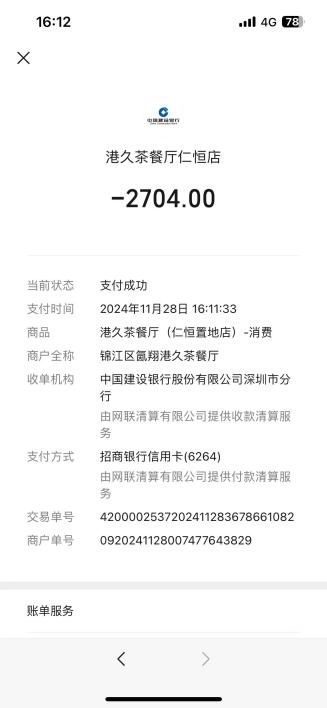 16:12
4G
78
中国建设银行
港久茶餐厅仁恒店
-2704.00
当前状态 支付成功
支付时间 2024年11月28日 16:11:33
商品 港久茶餐厅（仁恒置地店）-消费
商户全称 锦江区氤翔港久茶餐厅
收单机构 中国建设银行股份有限公司深圳市分
行
由网联清算有限公司提供收款清算服
务
支付方式 招商银行信用卡(6264)
由网联清算有限公司提供付款清算服
务
交易单号 4200002537202411283678661082
商户单号 0920241128007477643829
账单服务